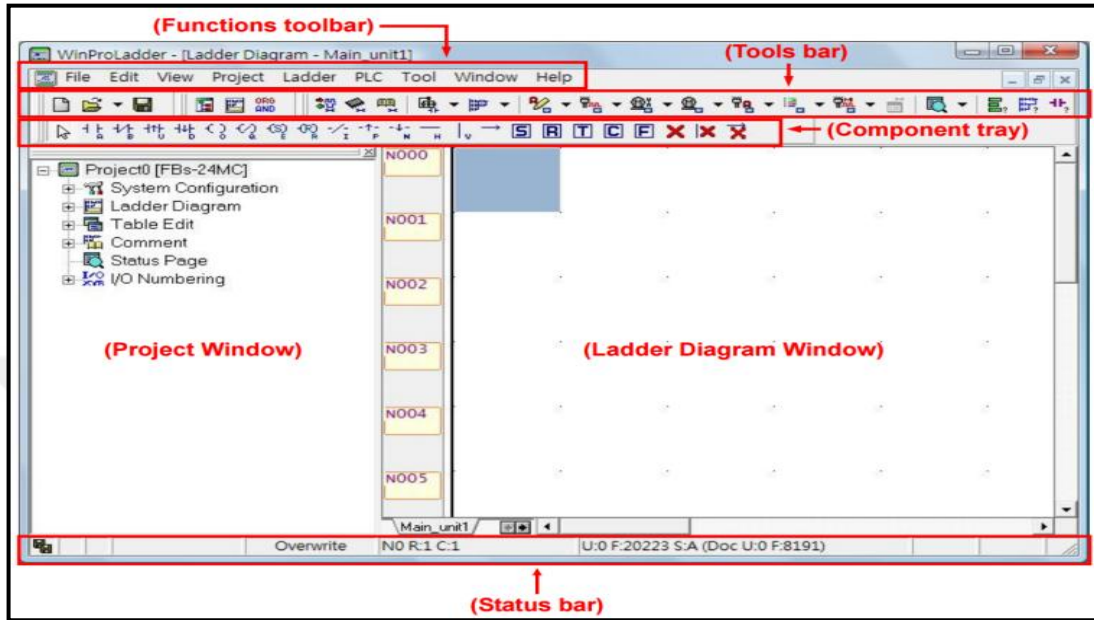 (Functions toolbar)
WinProLadder - [Ladder Diagram - Main_unit1]
(Tools bar)
File Edit View Project Ladder PLC Tool Window Help
ORG
AND
A B U D O Q E R I P N H V S R T C F
(Component tray)
Project0 [FBs-24MC]
System Configuration
Ladder Diagram
Table Edit
Comment
Status Page
I/O Numbering
(Project Window)
N000
N001
N002
N003
(Ladder Diagram Window)
N004
N005
Main_unit1
Overwrite N0 R:1 C:1 U:0 F:20223 S:A (Doc U:0 F:8191)
(Status bar)